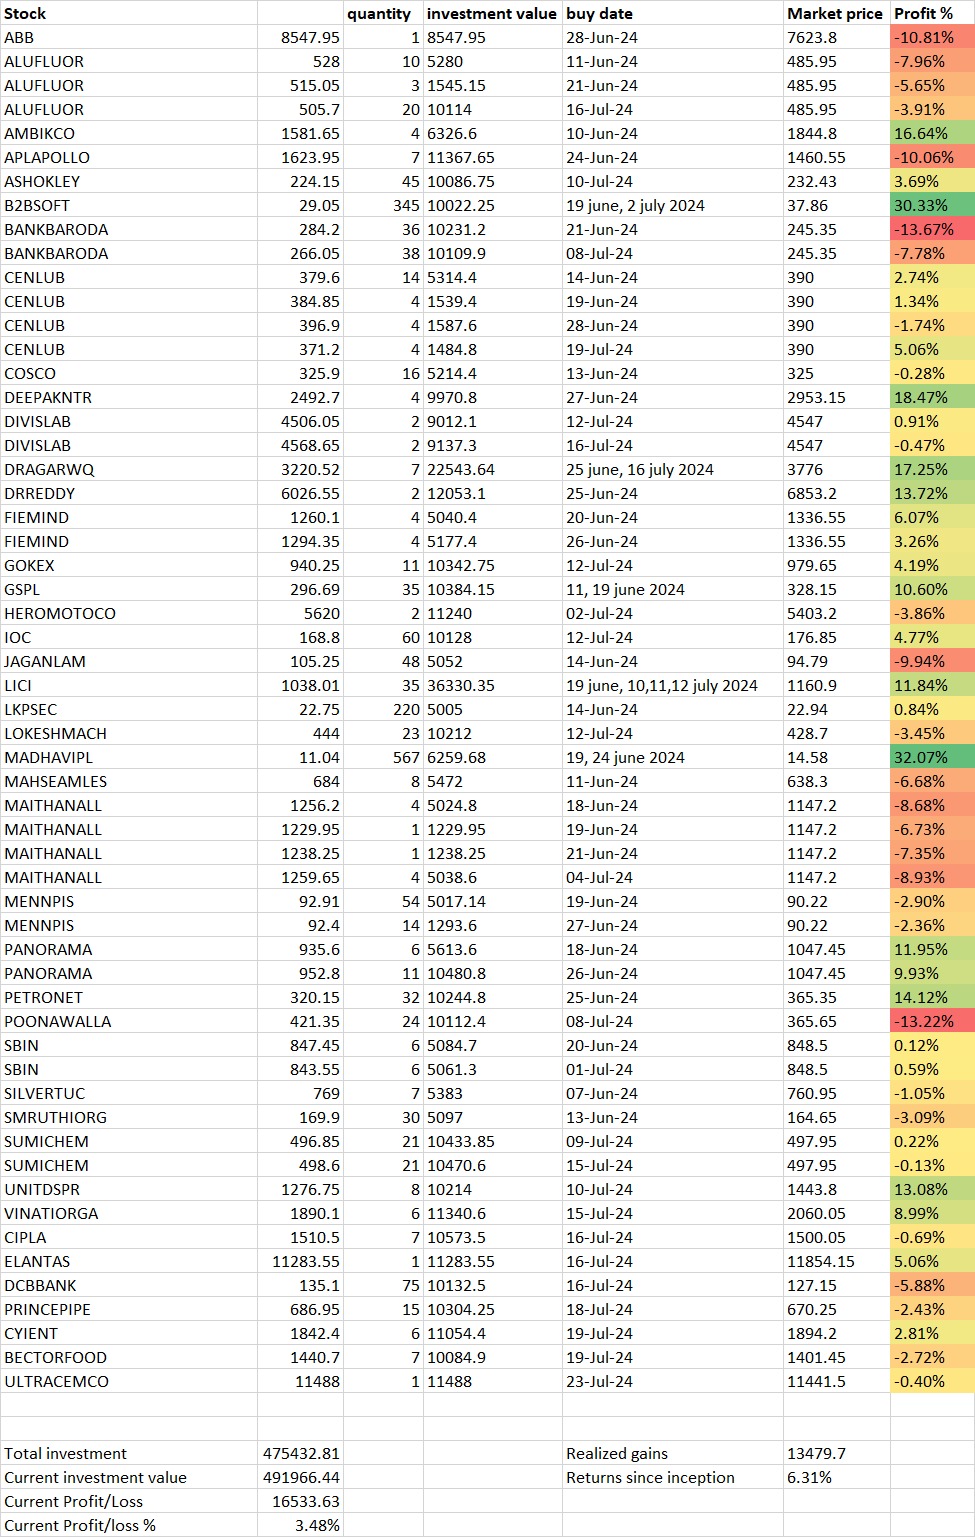 Stock quantity investment value buy date Market price Profit %
ABB 8547.95 1 8547.95 28-Jun-24 7623.8 -10.81%
ALUFLUOR 528 10 5280 11-Jun-24 485.95 -7.96%
ALUFLUOR 515.05 3 1545.15 21-Jun-24 485.95 -5.65%
ALUFLUOR 505.7 20 10114 16-Jul-24 485.95 -3.91%
AMBIKCO 1581.65 4 6326.6 10-Jun-24 1844.8 16.64%
APLAPOLLO 1623.95 7 11367.65 24-Jun-24 1460.55 -10.06%
ASHOKLEY 224.15 45 10086.75 10-Jul-24 232.43 3.69%
B2BSOFT 29.05 345 10022.25 19 june, 2 july 2024 37.86 30.33%
BANKBARODA 284.2 36 10231.2 21-Jun-24 245.35 -13.67%
BANKBARODA 266.05 38 10109.9 08-Jul-24 245.35 -7.78%
CENLUB 379.6 14 5314.4 14-Jun-24 390 2.74%
CENLUB 384.85 4 1539.4 19-Jun-24 390 1.34%
CENLUB 396.9 4 1587.6 28-Jun-24 390 -1.74%
CENLUB 371.2 4 1484.8 19-Jul-24 390 5.06%
COSCO 325.9 16 5214.4 13-Jun-24 325 -0.28%
DEEPAKNTR 2492.7 4 9970.8 27-Jun-24 2953.15 18.47%
DIVISLAB 4506.05 2 9012.1 12-Jul-24 4547 0.91%
DIVISLAB 4568.65 2 9137.3 16-Jul-24 4547 -0.47%
DRAGARWQ 3220.52 7 22543.64 25 june, 16 july 2024 3776 17.25%
DRREDDY 6026.55 2 12053.1 25-Jun-24 6853.2 13.72%
FIEMIND 1260.1 4 5040.4 20-Jun-24 1336.55 6.07%
FIEMIND 1294.35 4 5177.4 26-Jun-24 1336.55 3.26%
GOKEX 940.25 11 10342.75 12-Jul-24 979.65 4.19%
GSPL 296.69 35 10384.15 11, 19 june 2024 328.15 10.60%
HEROMOTOCO 5620 2 11240 02-Jul-24 5403.2 -3.86%
IOC 168.8 60 10128 12-Jul-24 176.85 4.77%
JAGANLAM 105.25 48 5052 14-Jun-24 94.79 -9.94%
LICI 1038.01 35 36330.35 19 june, 10,11,12 july 2024 1160.9 11.84%
LKPSEC 22.75 220 5005 14-Jun-24 22.94 0.84%
LOKESHMACH 444 23 10212 12-Jul-24 428.7 -3.45%
MADHAVIPL 11.04 567 6259.68 19, 24 june 2024 14.58 32.07%
MAHSEAMLES 684 8 5472 11-Jun-24 638.3 -6.68%
MAITHANALL 1256.2 4 5024.8 18-Jun-24 1147.2 -8.68%
MAITHANALL 1229.95 1 1229.95 19-Jun-24 1147.2 -6.73%
MAITHANALL 1238.25 1 1238.25 21-Jun-24 1147.2 -7.35%
MAITHANALL 1259.65 4 5038.6 04-Jul-24 1147.2 -8.93%
MENNPIS 92.91 54 5017.14 19-Jun-24 90.22 -2.90%
MENNPIS 92.4 14 1293.6 27-Jun-24 90.22 -2.36%
PANORAMA 935.6 6 5613.6 18-Jun-24 1047.45 11.95%
PANORAMA 952.8 11 10480.8 26-Jun-24 1047.45 9.93%
PETRONET 320.15 32 10244.8 25-Jun-24 365.35 14.12%
POONAWALLA 421.35 24 10112.4 08-Jul-24 365.65 -13.22%
SBIN 847.45 6 5084.7 20-Jun-24 848.5 0.12%
SBIN 843.55 6 5061.3 01-Jul-24 848.5 0.59%
SILVERTUC 769 7 5383 07-Jun-24 760.95 -1.05%
SMRUTHIORG 169.9 30 5097 13-Jun-24 164.65 -3.09%
SUMICHEM 496.85 21 10433.85 09-Jul-24 497.95 0.22%
SUMICHEM 498.6 21 10470.6 15-Jul-24 497.95 -0.13%
UNITDSPR 1276.75 8 10214 10-Jul-24 1443.8 13.08%
VINATIORGA 1890.1 6 11340.6 15-Jul-24 2060.05 8.99%
CIPLA 1510.5 7 10573.5 16-Jul-24 1500.05 -0.69%
ELANTAS 11283.55 1 11283.55 16-Jul-24 11854.15 5.06%
DCBBANK 135.1 75 10132.5 16-Jul-24 127.15 -5.88%
PRINCEPIPE 686.95 15 10304.25 18-Jul-24 670.25 -2.43%
CYIENT 1842.4 6 11054.4 19-Jul-24 1894.2 2.81%
BECTORFOOD 1440.7 7 10084.9 19-Jul-24 1401.45 -2.72%
ULTRACEMCO 11488 1 11488 23-Jul-24 11441.5 -0.40%
Total investment 475432.81 Realized gains 13479.7
Current investment value 491966.44 Returns since inception 6.31%
Current Profit/Loss 16533.63
Current Profit/loss % 3.48%